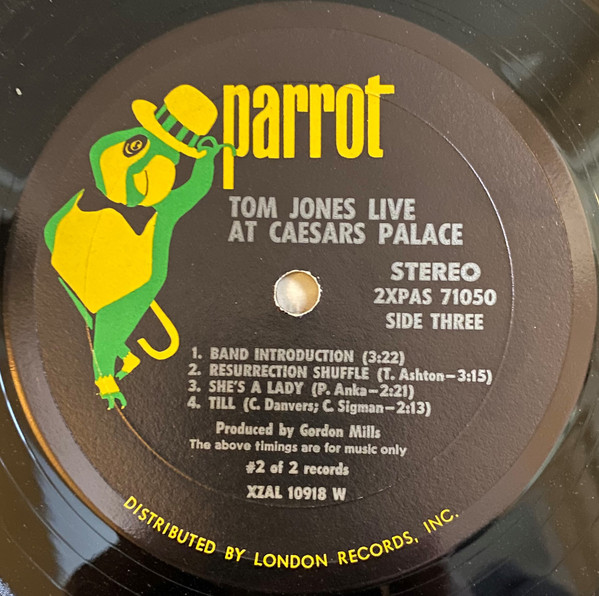 parrot
TOM JONES LIVE
AT CAESARS PALACE
STEREO
2XPAS 71050
SIDE THREE
1. BAND INTRODUCTION (3:22)
2. RESURRECTION SHUFFLE (T. Ashton–3:15)
3. SHE'S A LADY (P. Anka–2:21)
4. TILL (C. Danvers; C. Sigman–2:13)
Produced by Gordon Mills
The above timings are for music only
#2 of 2 records
XZAL 10918 W
DISTRIBUTED BY LONDON RECORDS, INC.